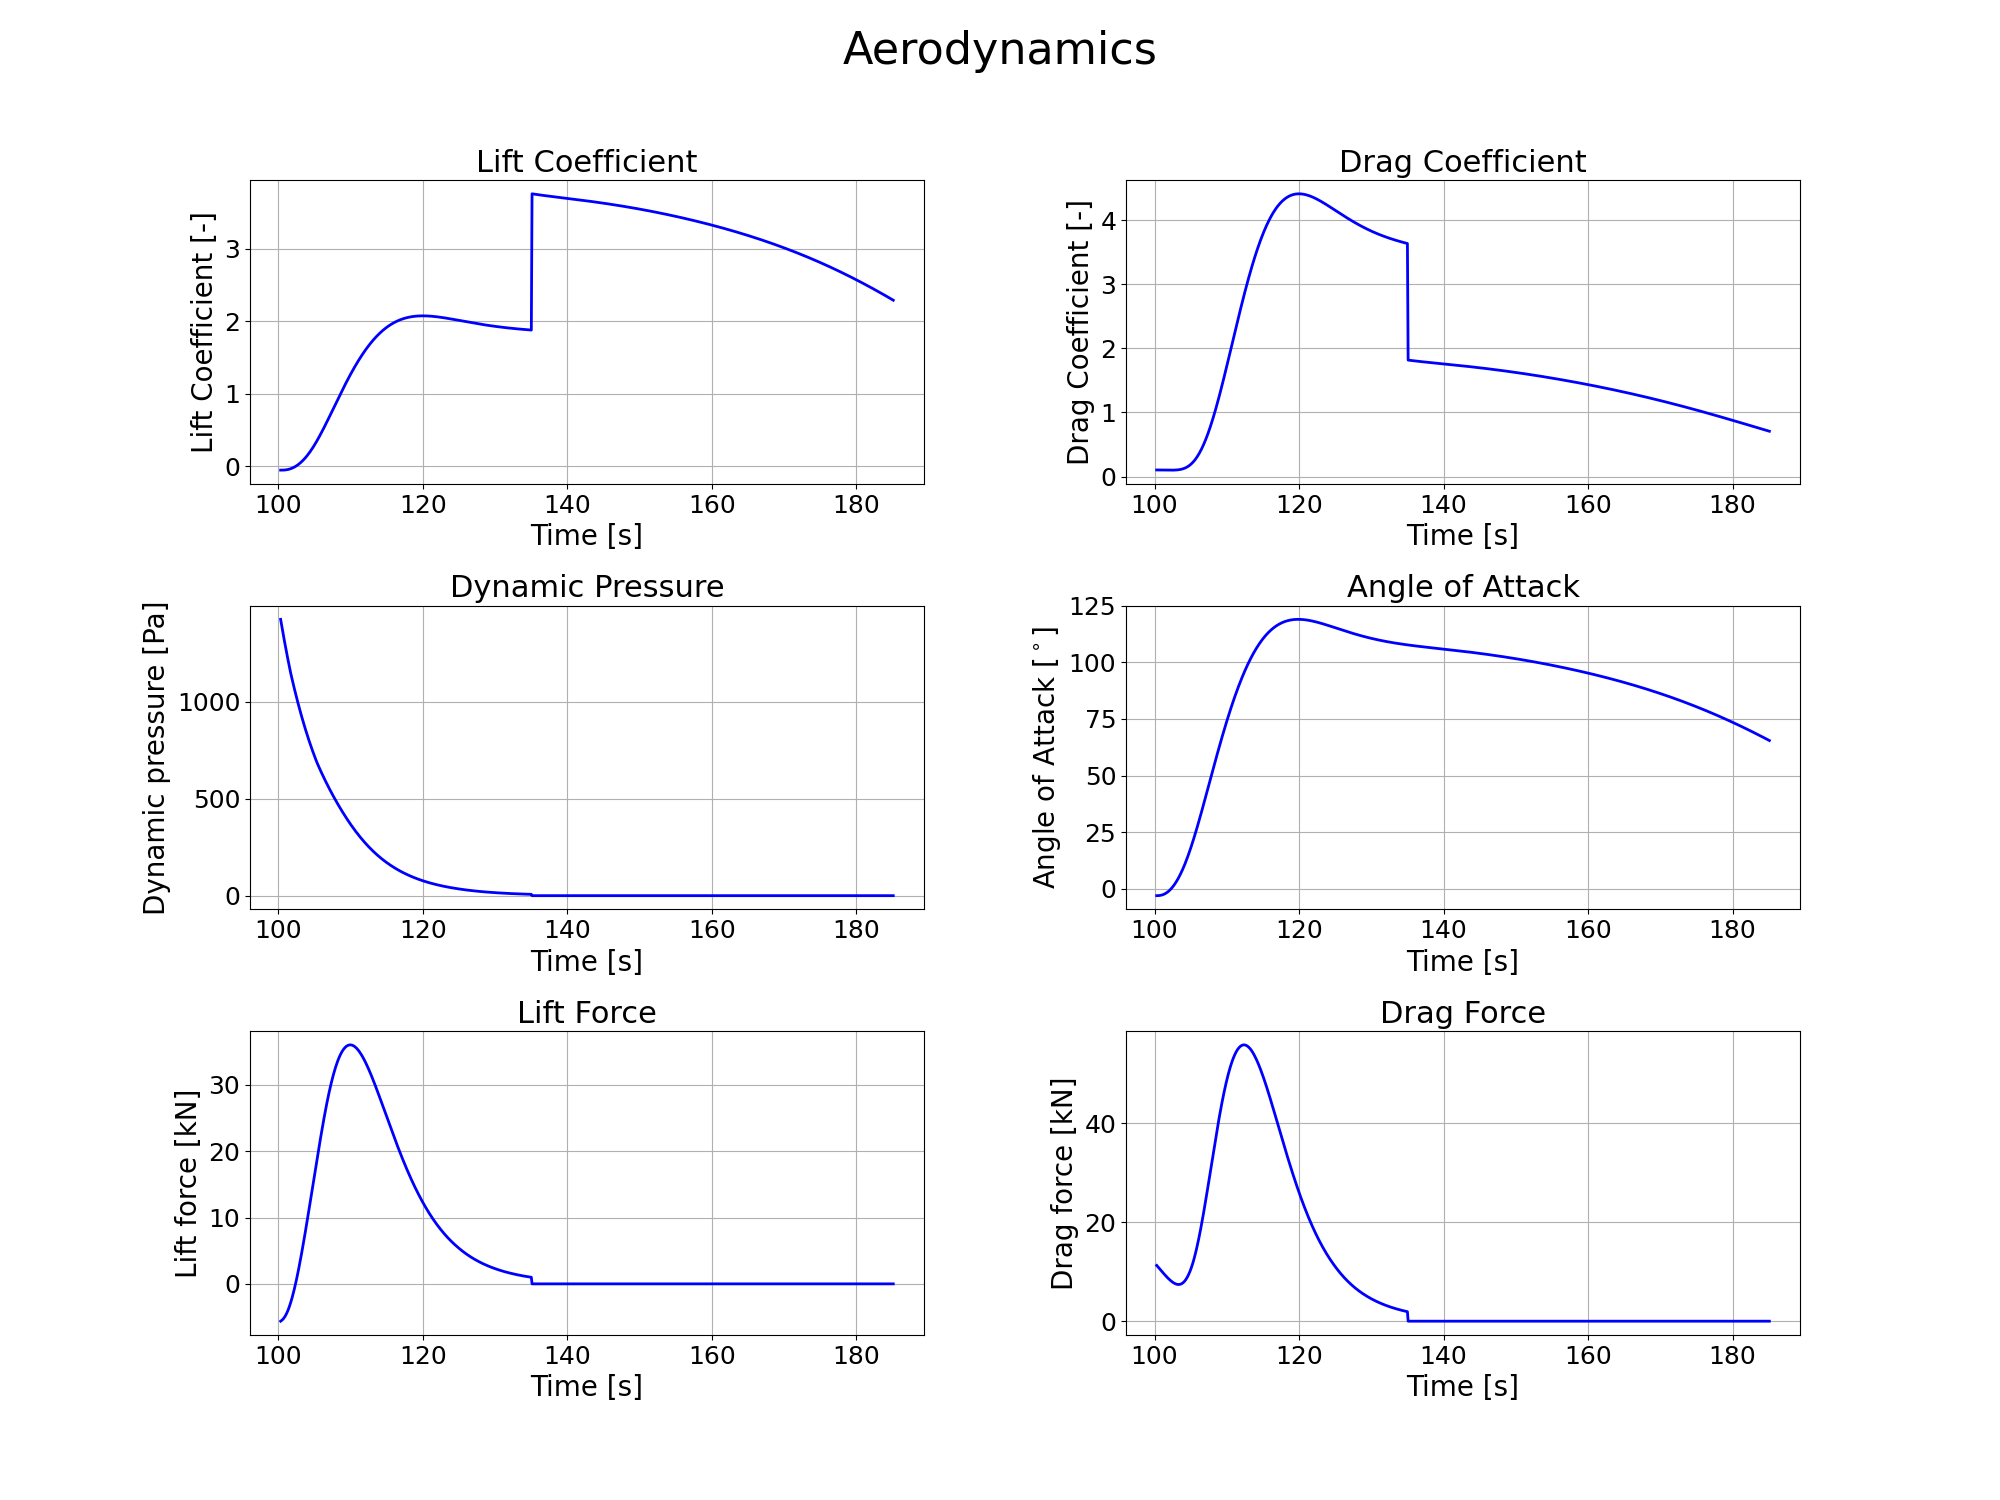 Aerodynamics
Lift Coefficient
Lift Coefficient [-]
3
2
1
0
100 120 140 160 180
Time [s]
Drag Coefficient
Drag Coefficient [-]
4
3
2
1
0
100 120 140 160 180
Time [s]
Dynamic Pressure
Dynamic pressure [Pa]
1000
500
0
100 120 140 160 180
Time [s]
Angle of Attack
Angle of Attack [°]
125
100
75
50
25
0
100 120 140 160 180
Time [s]
Lift Force
Lift force [kN]
30
20
10
0
100 120 140 160 180
Time [s]
Drag Force
Drag force [kN]
40
20
0
100 120 140 160 180
Time [s]